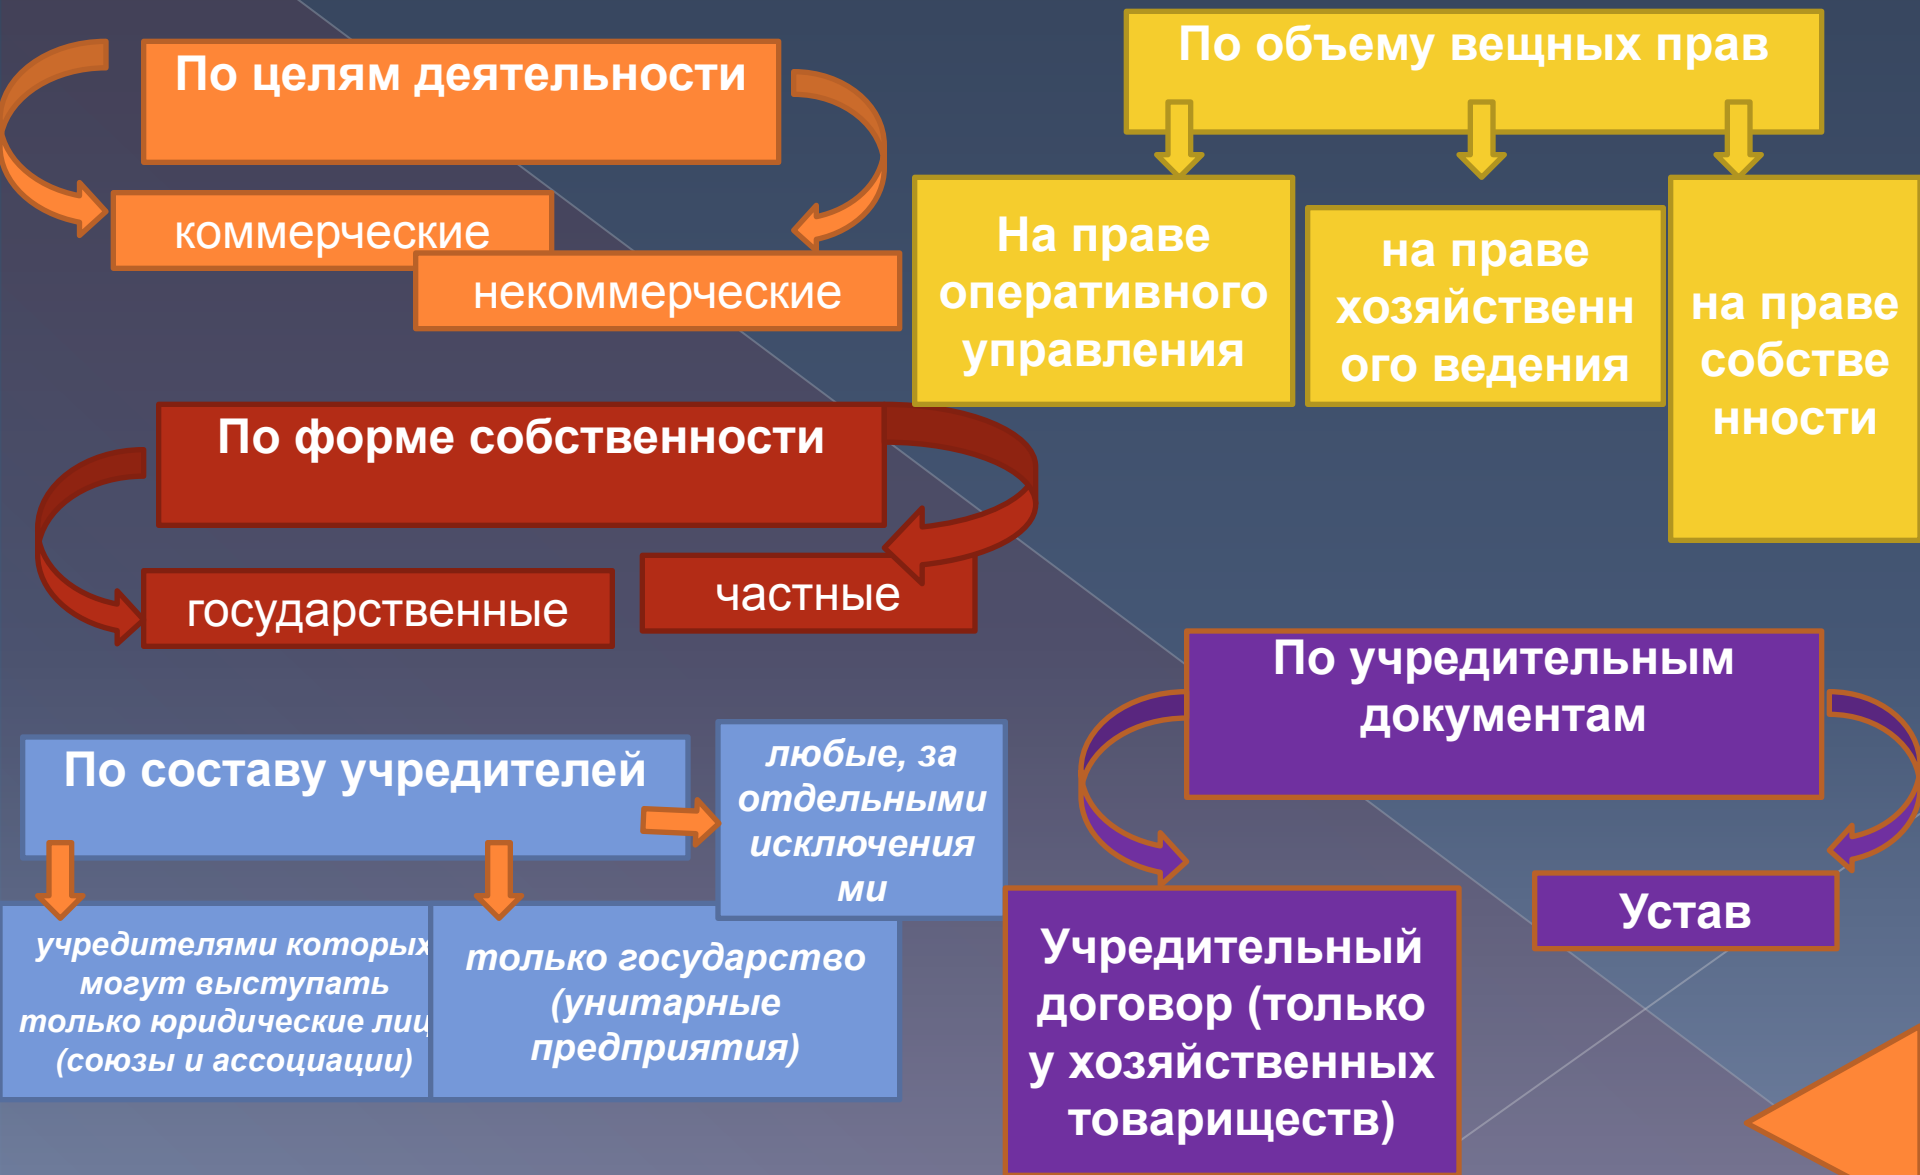 По целям деятельности
коммерческие
некоммерческие
По объему вещных прав
На праве
оперативного
управления
на праве
хозяйственн
ого ведения
на праве
собстве
нности
По форме собственности
государственные
частные
По составу учредителей
любые, за
отдельными
исключения
ми
учредителями которых
могут выступать
только юридические лиц
(союзы и ассоциации)
только государство
(унитарные
предприятия)
По учредительным
документам
Учредительный
договор (только
у хозяйственных
товариществ)
Устав